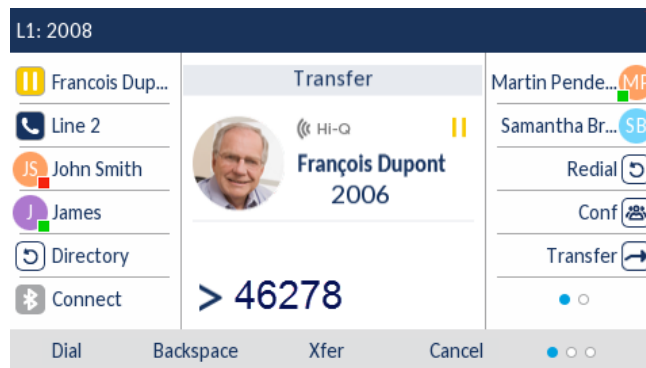 L1: 2008
Francois Dup...
Line 2
JS John Smith
J James
Directory
Connect
Transfer
Hi-Q
François Dupont
2006
> 46278
Martin Pende... MP
Samantha Br... SB
Redial
Conf
Transfer
Dial Backspace Xfer Cancel